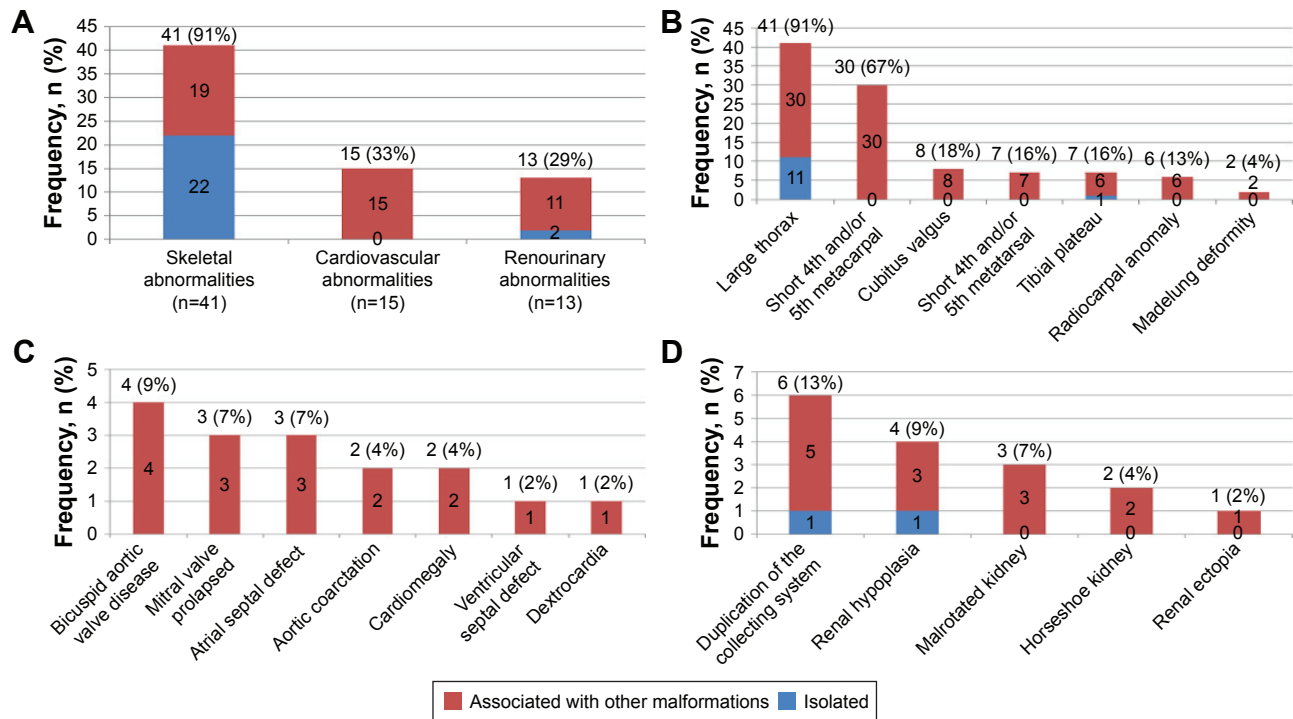 A
Frequency, n (%)
45
40
35
30
25
20
15
10
5
0
41 (91%)
19
22
15 (33%)
15
0
13 (29%)
11
2
Skeletal
abnormalities
(n=41)
Cardiovascular
abnormalities
(n=15)
Renourinary
abnormalities
(n=13)
B
Frequency, n (%)
45
40
35
30
25
20
15
10
5
0
41 (91%)
30
11
30 (67%)
30
0
8 (18%)
8
0
7 (16%)
7
0
7 (16%)
6
1
6 (13%)
6
0
2 (4%)
2
0
Large thorax
Short 4th and/or
5th metacarpal
Cubitus valgus
Short 4th and/or
5th metatarsal
Tibial plateau
Radiocarpal anomaly
Madelung deformity
C
Frequency, n (%)
5
4
3
2
1
0
4 (9%)
4
3 (7%)
3
3 (7%)
3
2 (4%)
2
2 (4%)
2
1 (2%)
1
1 (2%)
1
Bicuspid aortic
valve disease
Mitral valve
prolapsed
Atrial septal defect
Aortic coarctation
Cardiomegaly
Ventricular
septal defect
Dextrocardia
D
Frequency, n (%)
7
6
5
4
3
2
1
0
6 (13%)
5
1
4 (9%)
3
1
3 (7%)
3
0
2 (4%)
2
0
1 (2%)
1
0
Duplication of the
collecting system
Renal hypoplasia
Malrotated kidney
Horseshoe kidney
Renal ectopia
Associated with other malformations
Isolated